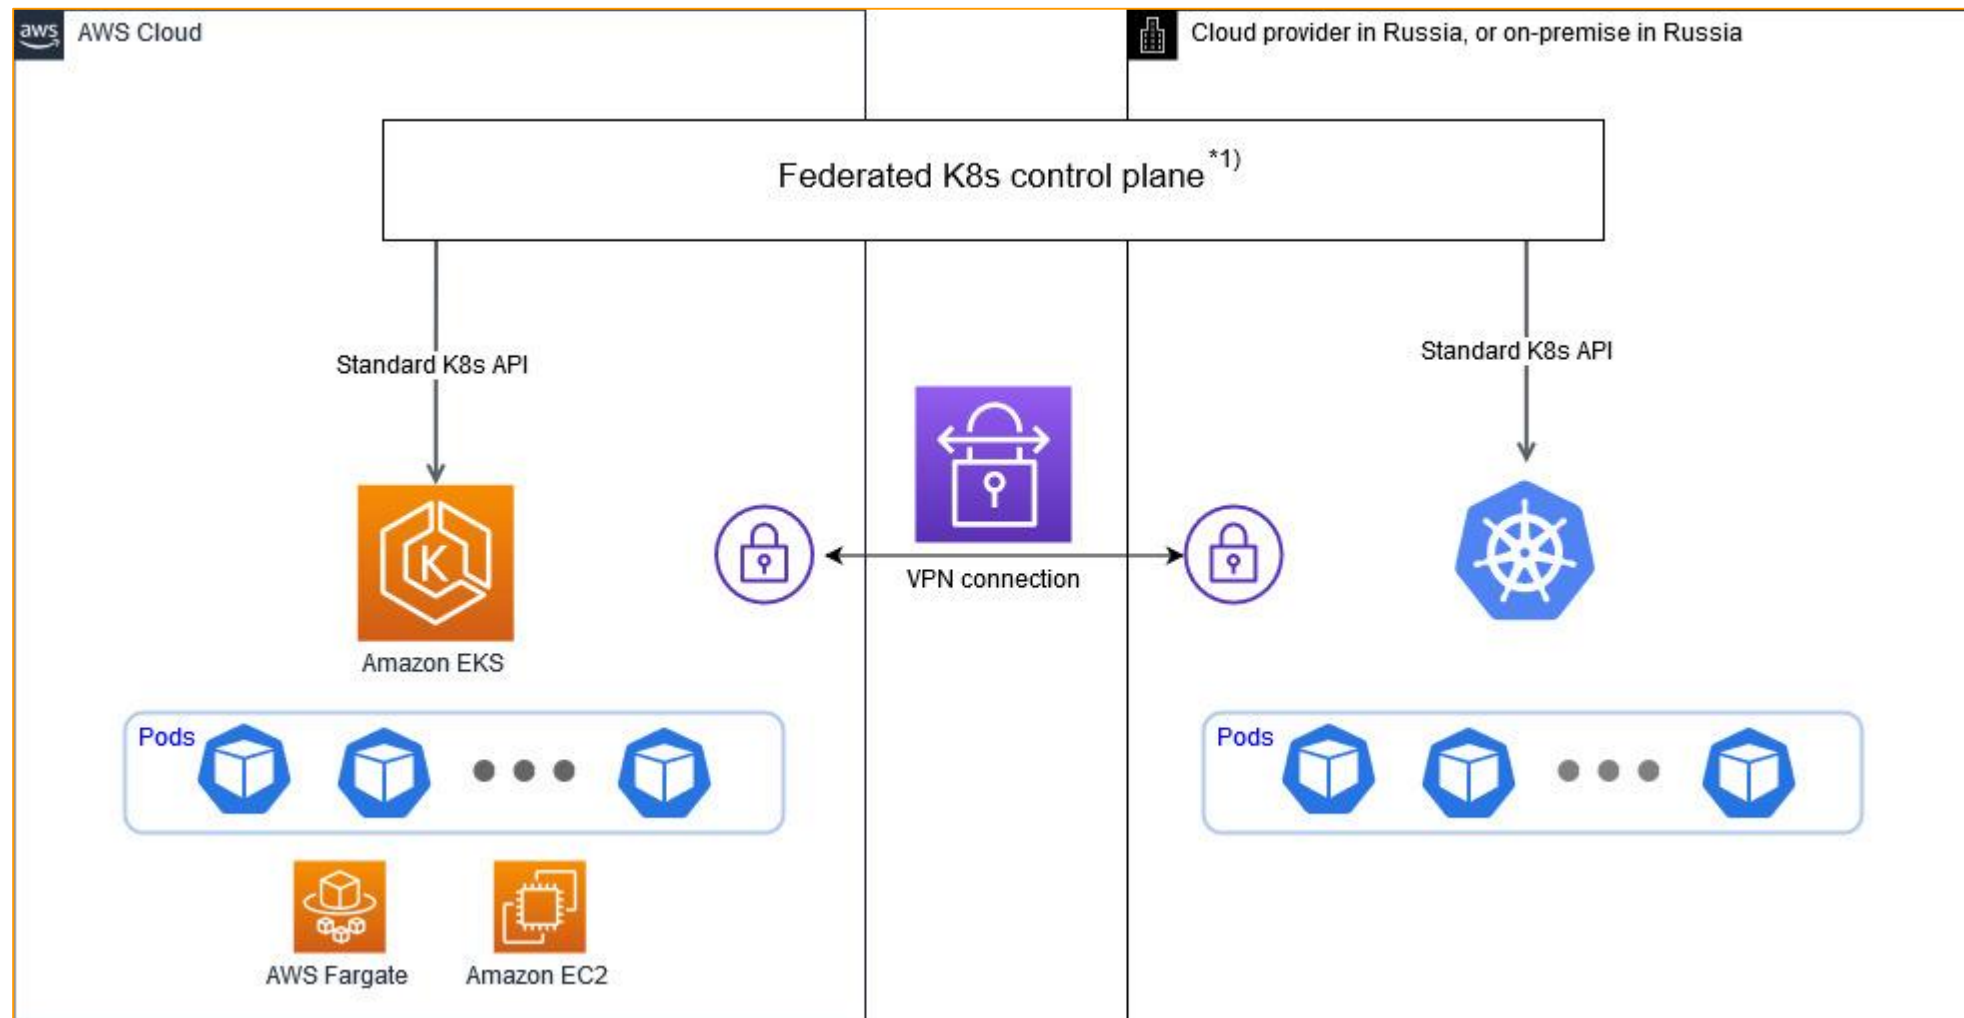 aws
AWS Cloud
Cloud provider in Russia, or on-premise in Russia
Federated K8s control plane *1)
Standard K8s API
Standard K8s API
VPN connection
K
Amazon EKS
Pods
Pods
AWS Fargate
Amazon EC2